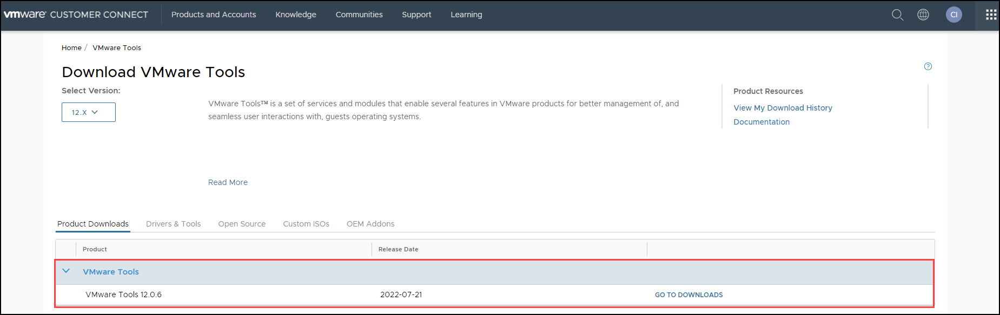 vmware® CUSTOMER CONNECT Products and Accounts Knowledge Communities Support Learning CI
Home / VMware Tools
Download VMware Tools
Select Version:
12.X
VMware Tools™ is a set of services and modules that enable several features in VMware products for better management of, and
seamless user interactions with, guests operating systems.
Read More
Product Resources
View My Download History
Documentation
Product Downloads Drivers & Tools Open Source Custom ISOs OEM Addons
Product Release Date
VMware Tools
VMware Tools 12.0.6 2022-07-21 GO TO DOWNLOADS